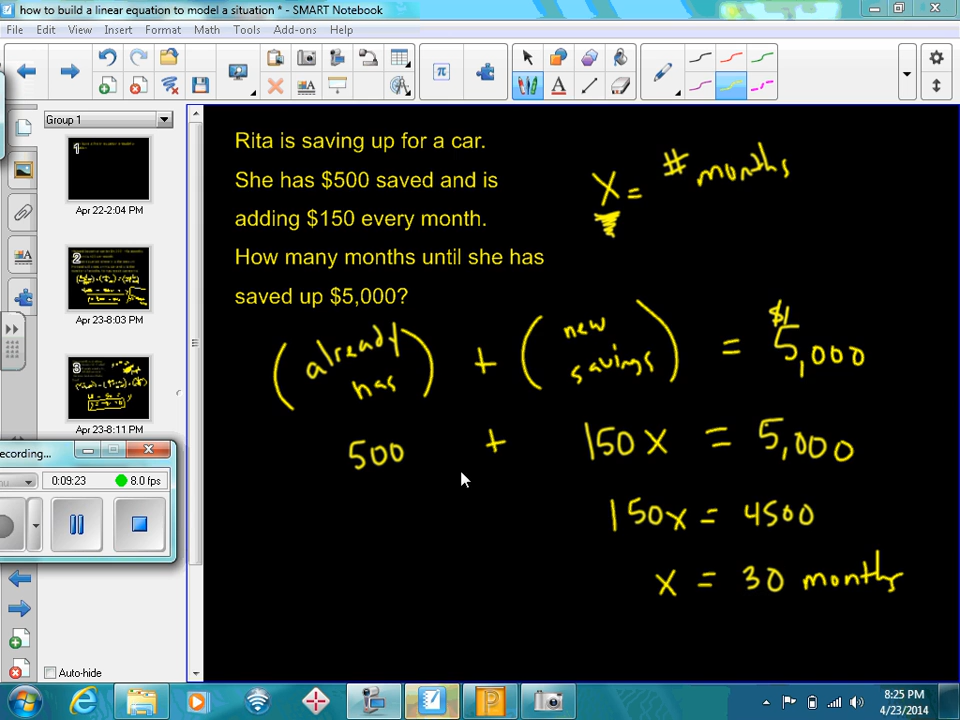 how to build a linear equation to model a situation * - SMART Notebook
File Edit View Insert Format Math Tools Add-ons Help
Group 1
1
Apr 22-2:04 PM
2
Apr 23-8:03 PM
3
Apr 23-8:11 PM
ecording...
0:09:23 8.0 fps
Auto-hide
Rita is saving up for a car.
She has $500 saved and is
adding $150 every month.
How many months until she has
saved up $5,000?
x = # months
$
(already has) + (new savings) = 5,000
500 + 150x = 5,000
150x = 4500
x = 30 months
8:25 PM
4/23/2014